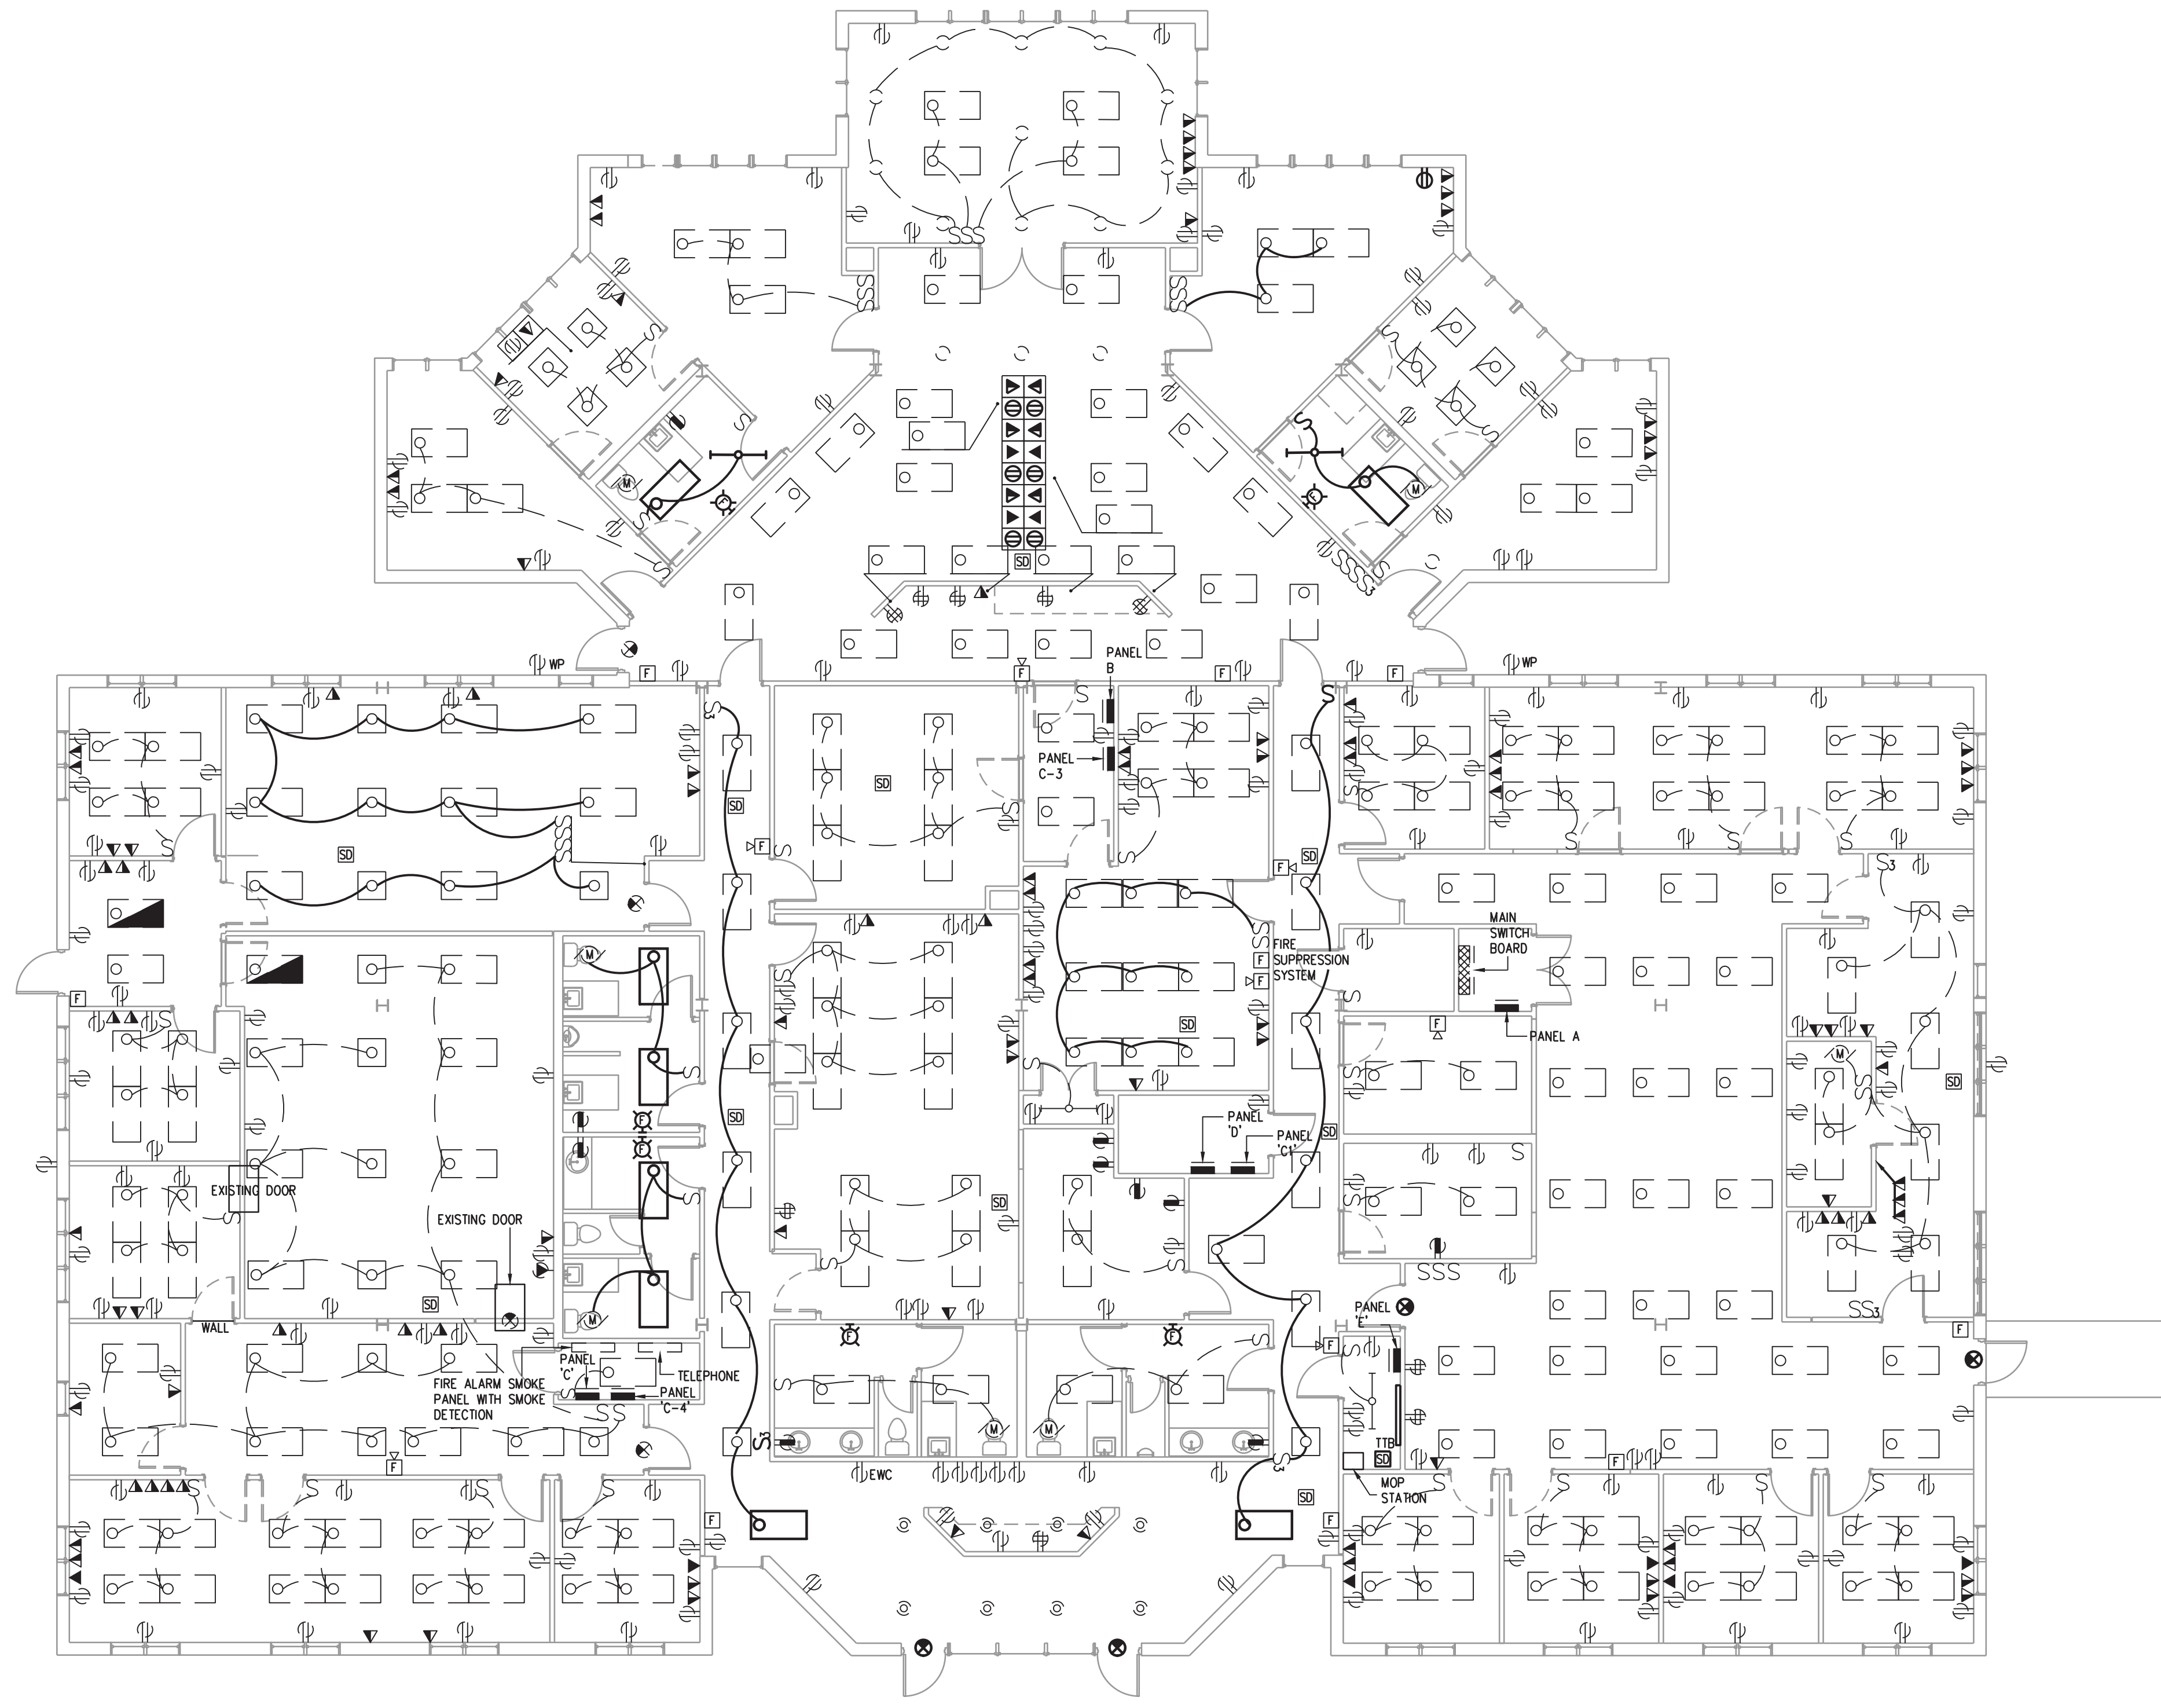 WP
F
F
PANEL
B
F
F
WP
PANEL
C-3
SD
SD
F
SD
F
SD
MAIN
SWITCH
BOARD
FIRE
F SUPPRESSION
SYSTEM
F
M
F
SD
F
PANEL A
M
SD
PANEL
'D'
PANEL
'C1'
SD
SD
F
F
EXISTING DOOR
EXISTING DOOR
SD
SD
M
PANEL
'E'
F
WALL
F
F
F
PANEL
'C'
TELEPHONE
FIRE ALARM SMOKE
PANEL WITH SMOKE
DETECTION
PANEL
'C-4'
M
M
F
TTB
SD
F
EWC
MOP
STATION
SD
F
F
SD
M
M
F
F